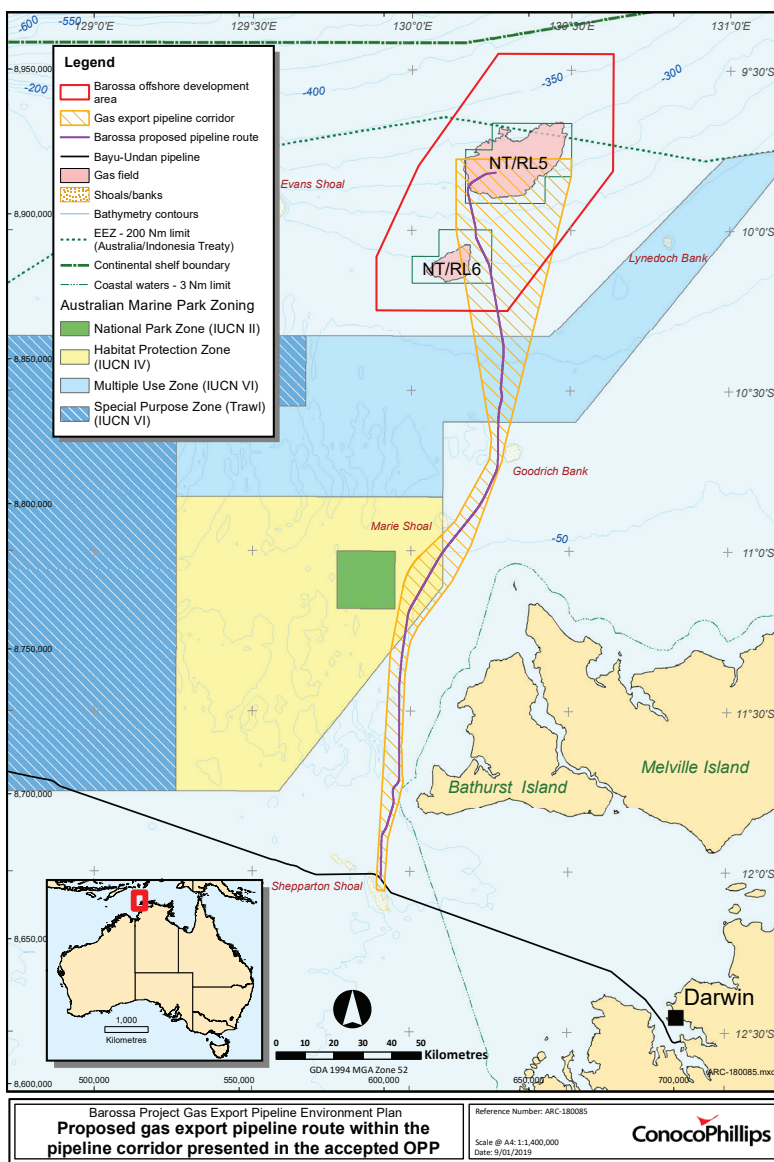 129°0'E
129°30'E
130°0'E
130°30'E
131°0'E
-600
-550
-200
-400
-350
-300
8,950,000
8,900,000
8,850,000
8,800,000
8,750,000
8,700,000
8,650,000
8,600,000
9°30'S
10°0'S
10°30'S
11°0'S
11°30'S
12°0'S
12°30'S
Legend
Barossa offshore development
area
Gas export pipeline corridor
Barossa proposed pipeline route
Bayu-Undan pipeline
Gas field
Shoals/banks
Bathymetry contours
EEZ - 200 Nm limit
(Australia/Indonesia Treaty)
Continental shelf boundary
Coastal waters - 3 Nm limit
Australian Marine Park Zoning
National Park Zone (IUCN II)
Habitat Protection Zone
(IUCN IV)
Multiple Use Zone (IUCN VI)
Special Purpose Zone (Trawl)
(IUCN VI)
NT/RL5
Evans Shoal
Lynedoch Bank
NT/RL6
Goodrich Bank
Marie Shoal
-50
Melville Island
Bathurst Island
Shepparton Shoal
Darwin
1,000
Kilometres
0 10 20 30 40 50
Kilometres
GDA 1994 MGA Zone 52
ARC-180085.mxd
500,000
550,000
600,000
650,000
700,000
Barossa Project Gas Export Pipeline Environment Plan
Proposed gas export pipeline route within the
pipeline corridor presented in the accepted OPP
Reference Number: ARC-180085
Scale @ A4: 1:1,400,000
Date: 9/01/2019
ConocoPhillips